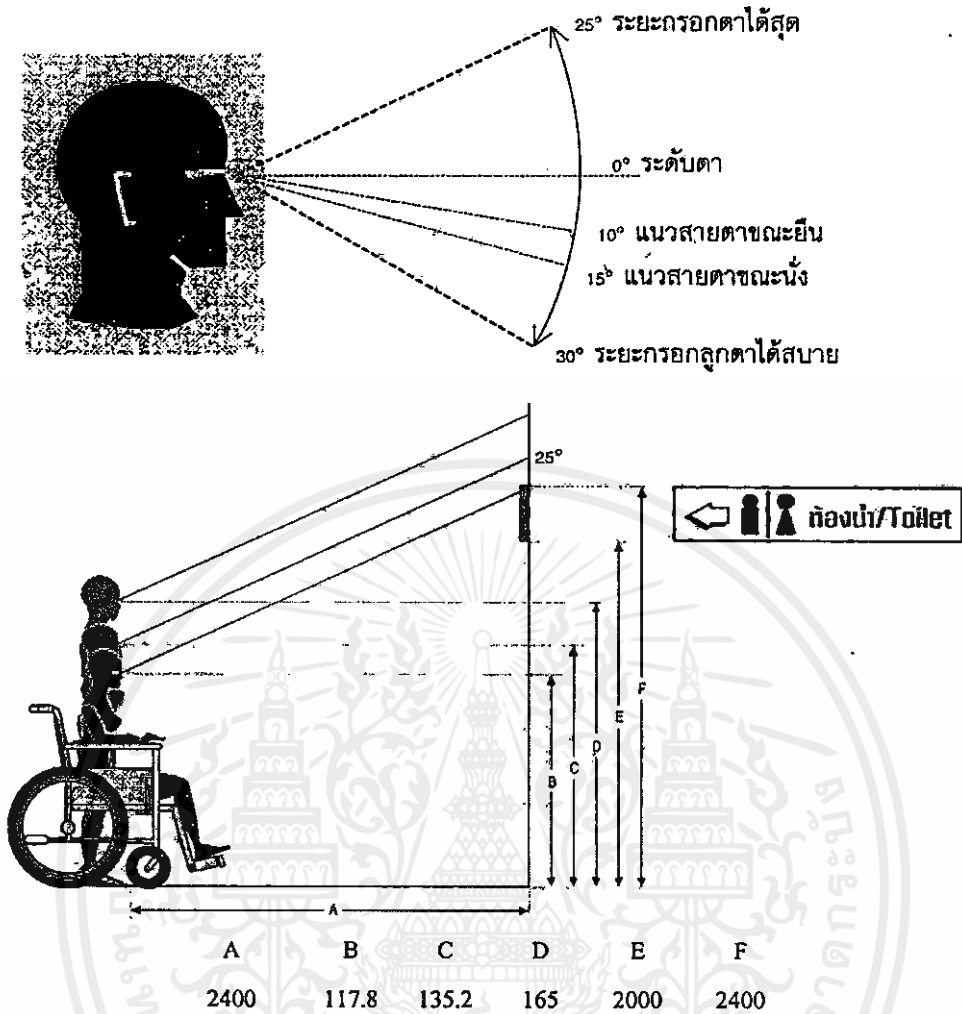 25° ระยะกรอกตาได้สุด
0° ระดับตา
10° แนวสายตาขณะยืน
15° แนวสายตาขณะนั่ง
30° ระยะกรอกลูกตาได้สบาย
25°
ห้องน้ำ/Toilet
F
E
D
C
B
A
A B C D E F
2400 117.8 135.2 165 2000 2400